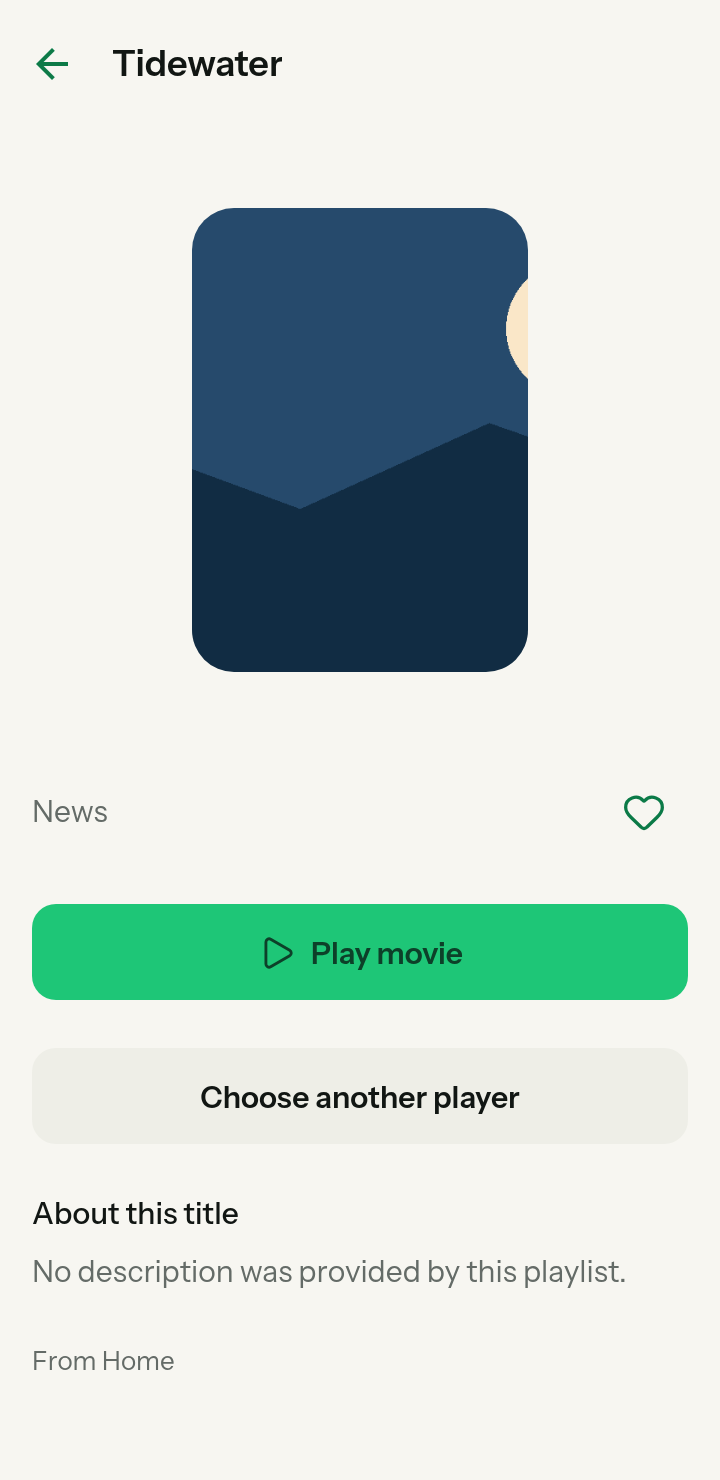 Tidewater
News
Play movie
Choose another player
About this title
No description was provided by this playlist.
From Home